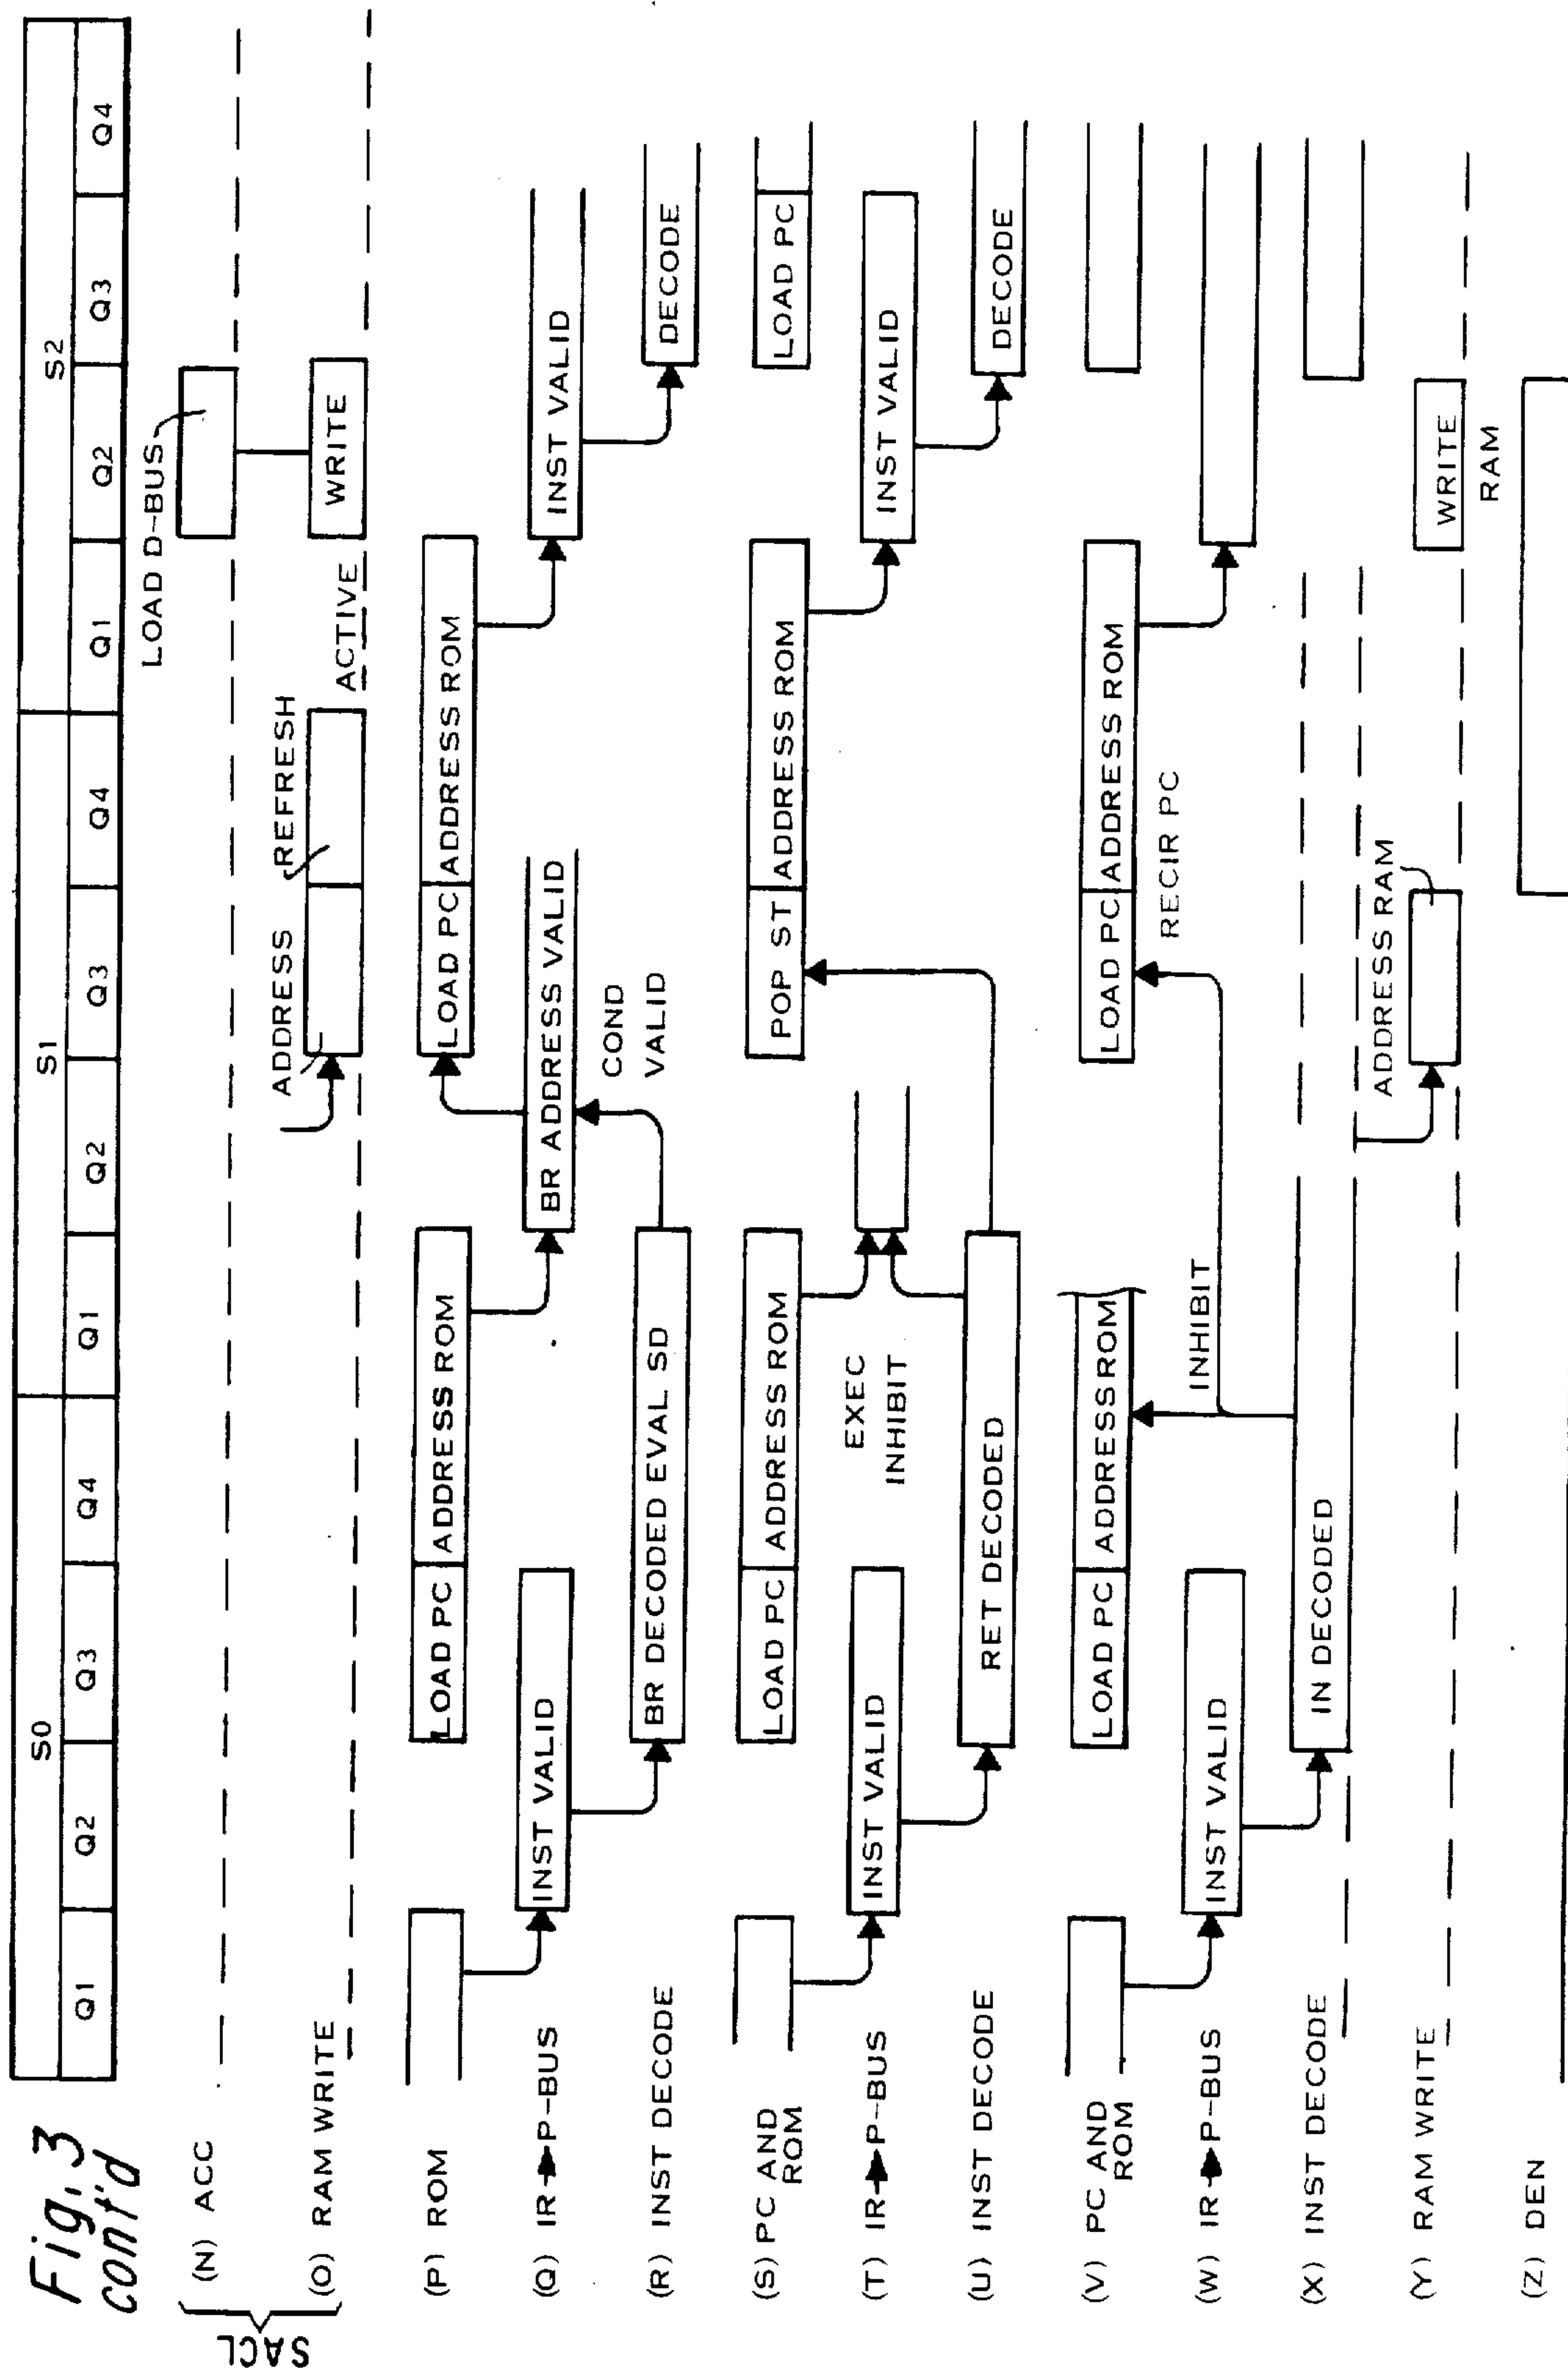 Fig. 3
cont'd
S0 S1 S2
Q1 Q2 Q3 Q4 Q1 Q2 Q3 Q4 Q1 Q2 Q3 Q4
SACL
(N) ACC
LOAD D-BUS
(O) RAM WRITE
ADDRESS
REFRESH
ACTIVE
WRITE
(P) ROM
LOAD PC ADDRESS ROM
LOAD PC ADDRESS ROM
(Q) IR→P-BUS
INST VALID
BR ADDRESS VALID
INST VALID
COND
VALID
(R) INST DECODE
BR DECODED EVAL SD
DECODE
(S) PC AND
ROM
LOAD PC ADDRESS ROM
POP ST ADDRESS ROM
LOAD PC
(T) IR→P-BUS
INST VALID
EXEC
INHIBIT
INST VALID
(U) INST DECODE
RET DECODED
DECODE
(V) PC AND
ROM
LOAD PC ADDRESS ROM
LOAD PC ADDRESS ROM
RECIR PC
(W) IR→P-BUS
INST VALID
INHIBIT
(X) INST DECODE
IN DECODED
(Y) RAM WRITE
ADDRESS RAM
WRITE
RAM
(Z) DEN